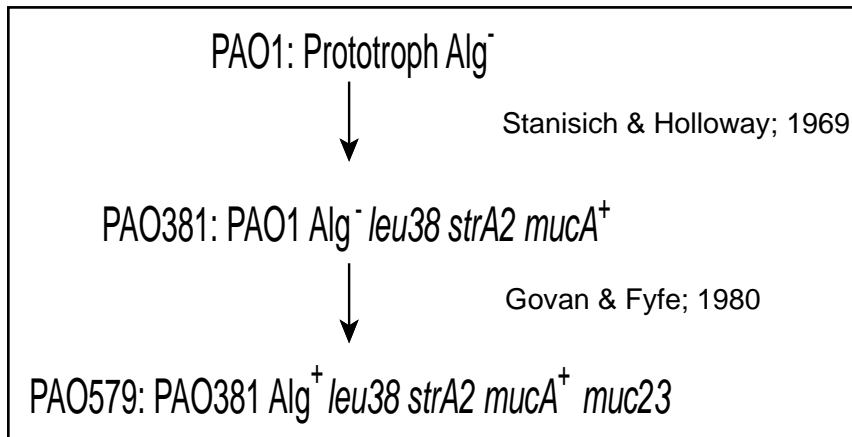 PAO1: Prototroph Alg⁻
Stanisich & Holloway; 1969
PAO381: PAO1 Alg⁻ leu38 strA2 mucA⁺
Govan & Fyfe; 1980
PAO579: PAO381 Alg⁺ leu38 strA2 mucA⁺ muc23